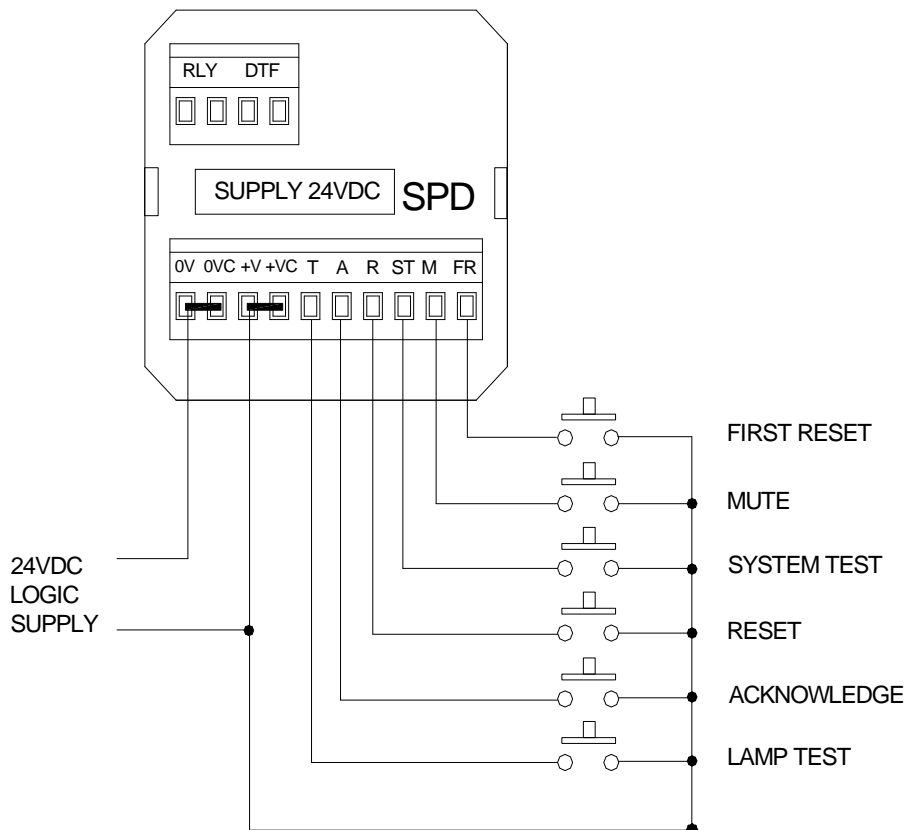 RLY DTF
SUPPLY 24VDC SPD
0V 0VC +V +VC T A R ST M FR
FIRST RESET
MUTE
SYSTEM TEST
RESET
ACKNOWLEDGE
LAMP TEST
24VDC
LOGIC
SUPPLY